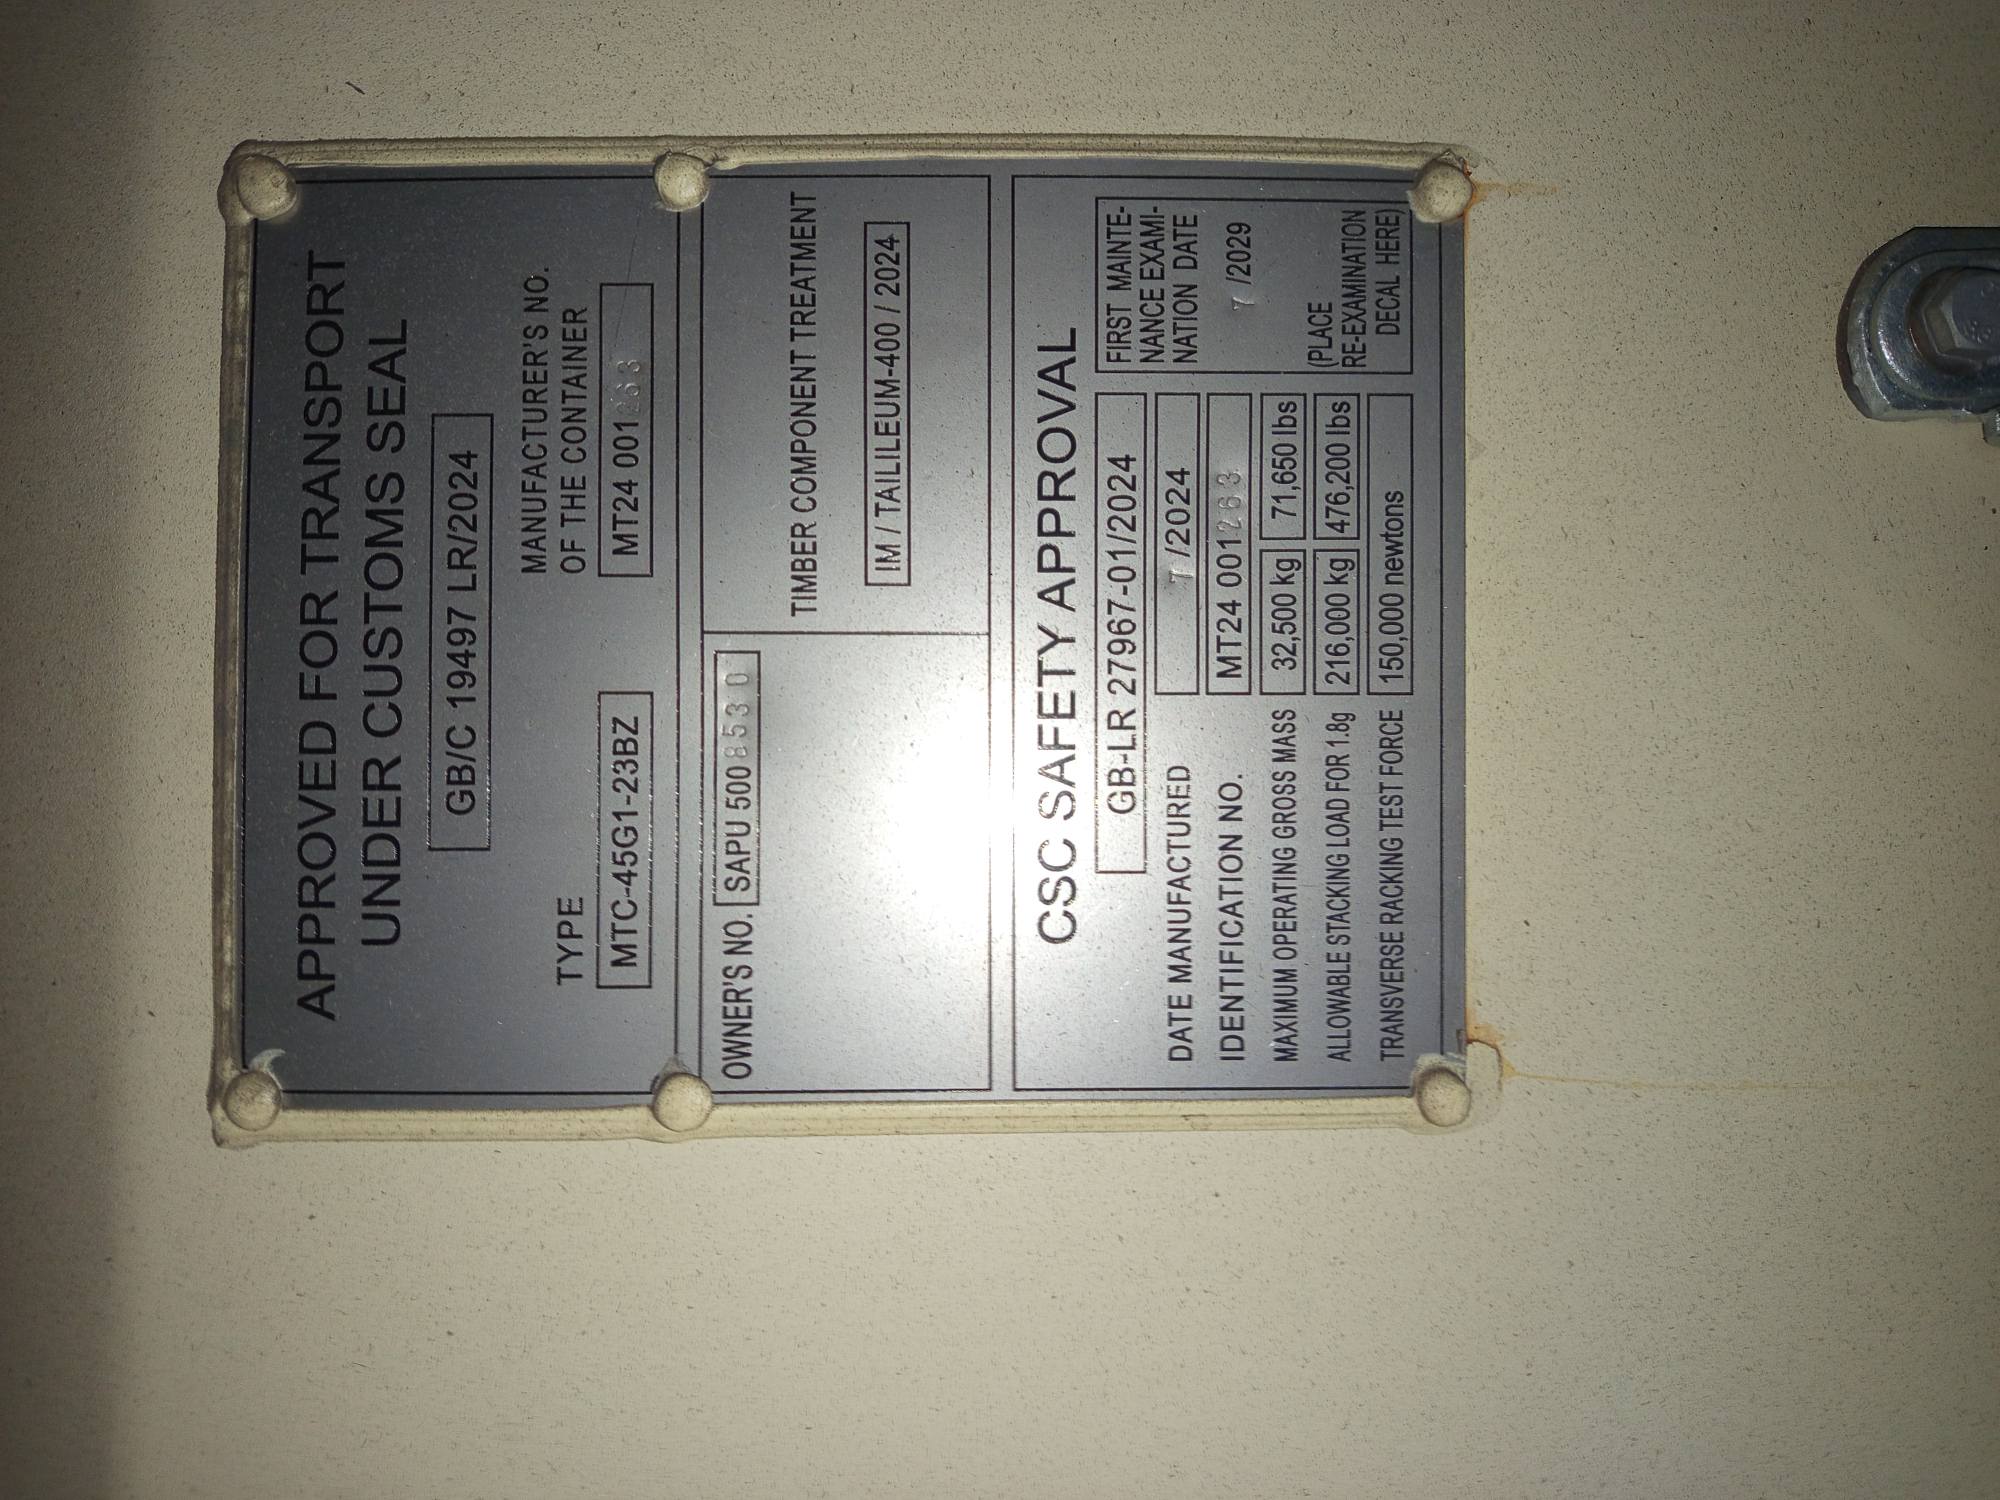 APPROVED FOR TRANSPORT
UNDER CUSTOMS SEAL
GB/C 19497 LR/2024
TYPE
MTC-45G1-23BZ
MANUFACTURER'S NO.
OF THE CONTAINER
MT24 001263
OWNER'S NO. SAPU 5008530
TIMBER COMPONENT TREATMENT
IM / TAILILEUM-400 / 2024
CSC SAFETY APPROVAL
GB-LR 27967-01/2024
DATE MANUFACTURED 7 /2024
IDENTIFICATION NO. MT24 001263
MAXIMUM OPERATING GROSS MASS 32,500 kg 71,650 lbs
ALLOWABLE STACKING LOAD FOR 1.8g 216,000 kg 476,200 lbs
TRANSVERSE RACKING TEST FORCE 150,000 newtons
FIRST MAINTE-
NANCE EXAMI-
NATION DATE
7 /2029
(PLACE
RE-EXAMINATION
DECAL HERE)